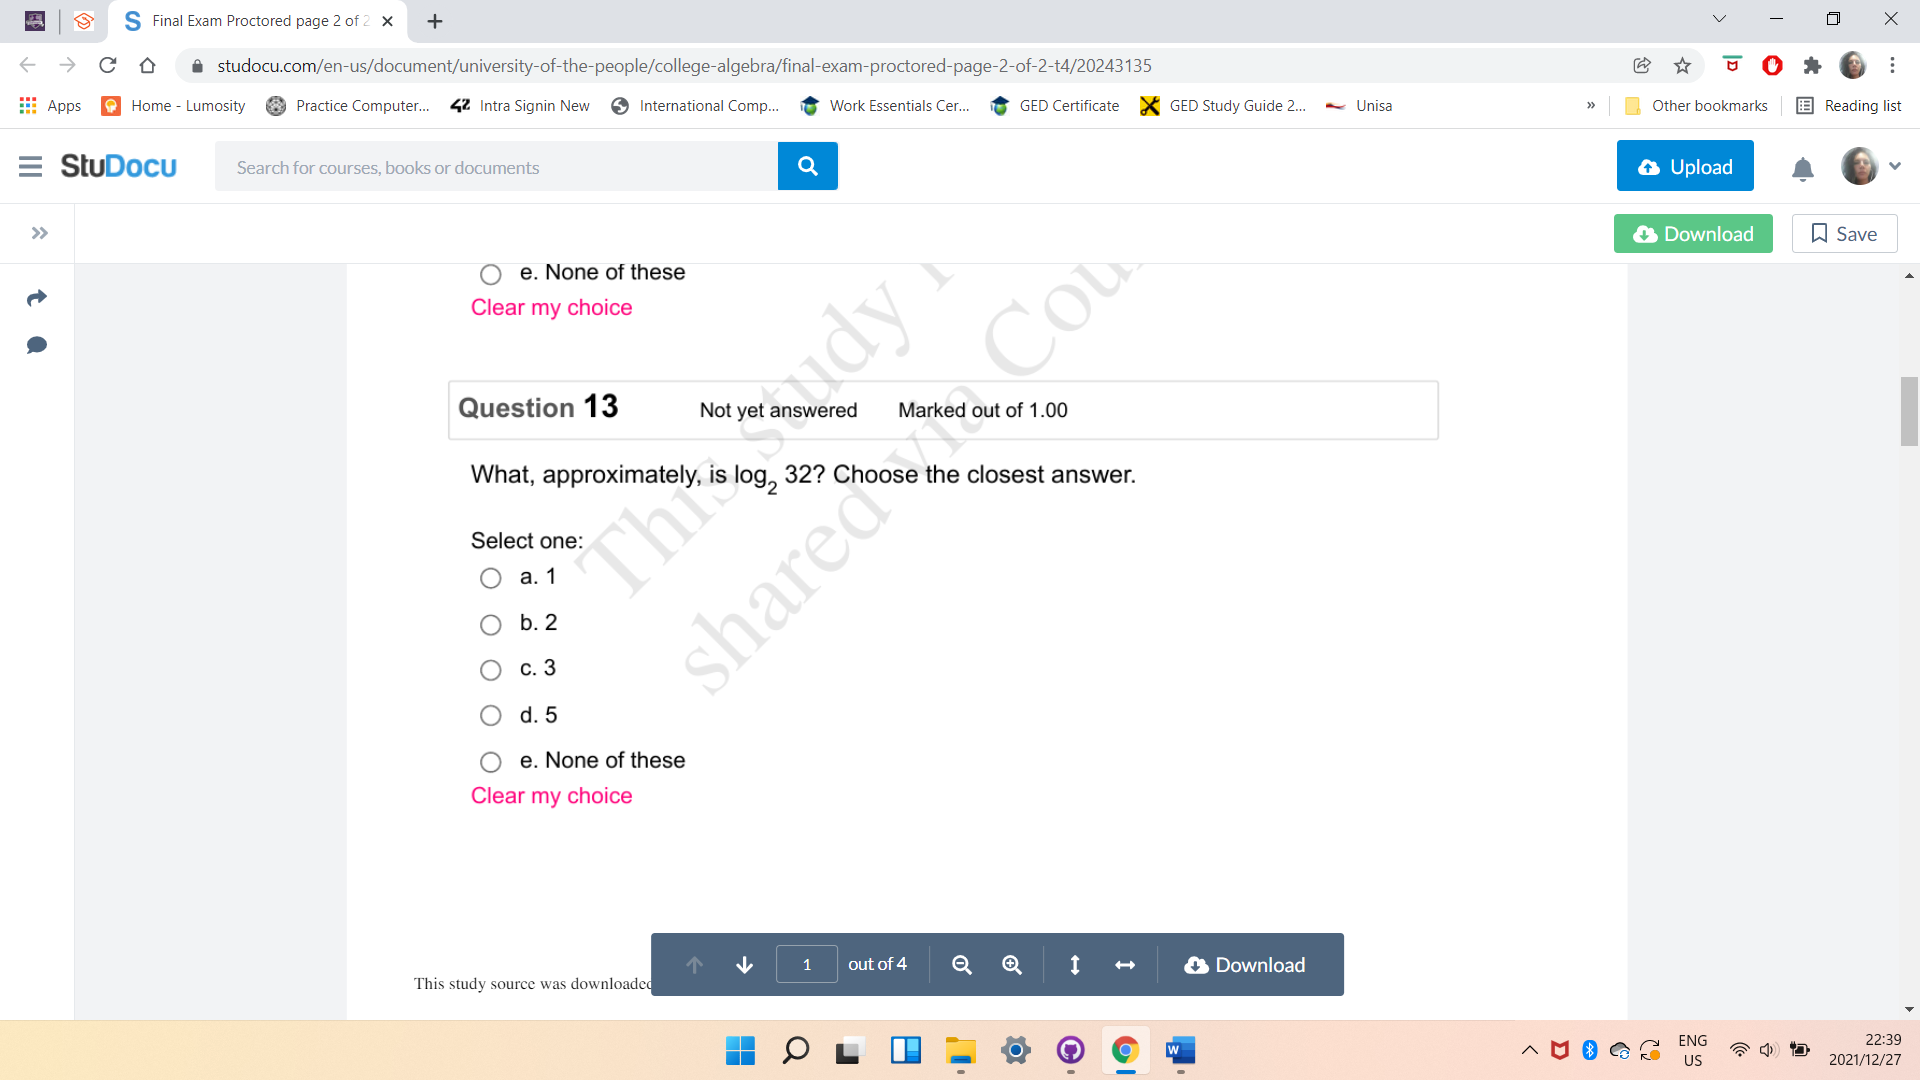 Final Exam Proctored page 2 of 2
studocu.com/en-us/document/university-of-the-people/college-algebra/final-exam-proctored-page-2-of-2-t4/20243135
Apps Home - Lumosity Practice Computer... Intra Signin New International Comp... Work Essentials Cer... GED Certificate GED Study Guide 2... Unisa » Other bookmarks Reading list
StuDocu Search for courses, books or documents Upload
Download Save
e. None of these
Clear my choice
Question 13 Not yet answered Marked out of 1.00
What, approximately, is log₂ 32? Choose the closest answer.
Select one:
a. 1
b. 2
c. 3
d. 5
e. None of these
Clear my choice
This study
shared via Cou
1 out of 4 Download
This study source was downloaded
ENG
US
22:39
2021/12/27